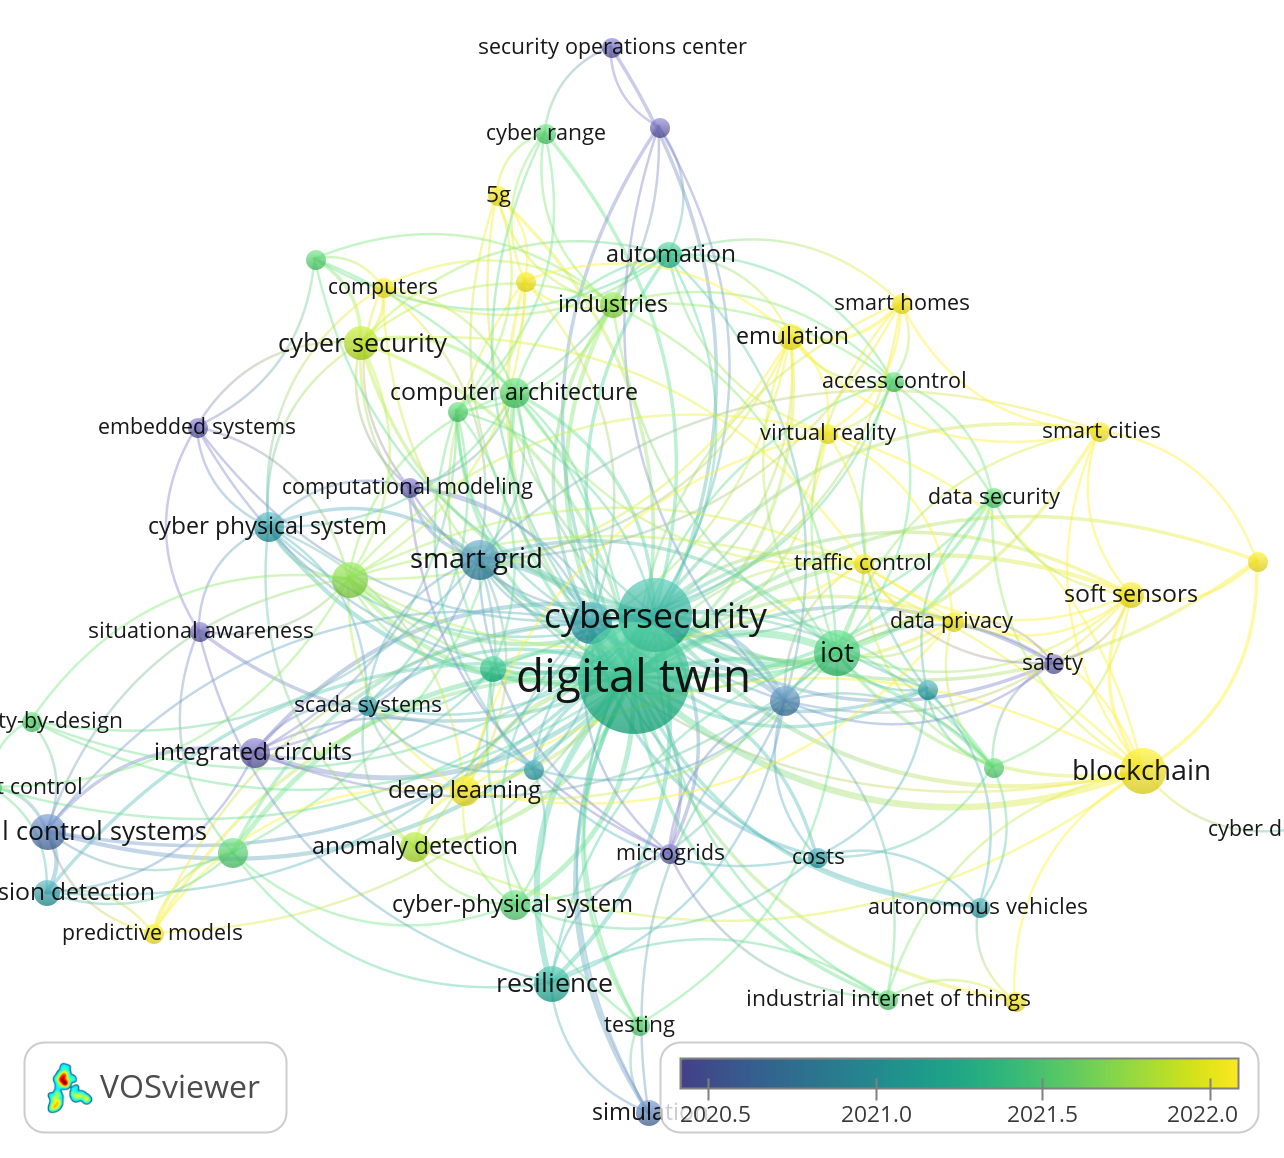 security operations center
cyber range
5g
automation
computers
industries
smart homes
cyber security
emulation
access control
computer architecture
embedded systems
virtual reality
smart cities
computational modeling
data security
cyber physical system
smart grid
traffic control
soft sensors
cybersecurity
data privacy
situational awareness
iot
safety
digital twin
scada systems
ty-by-design
integrated circuits
blockchain
t control
deep learning
l control systems
cyber d
anomaly detection
microgrids
costs
sion detection
cyber-physical system
autonomous vehicles
predictive models
resilience
industrial internet of things
testing
VOSviewer
simulation
2020.5
2021.0
2021.5
2022.0